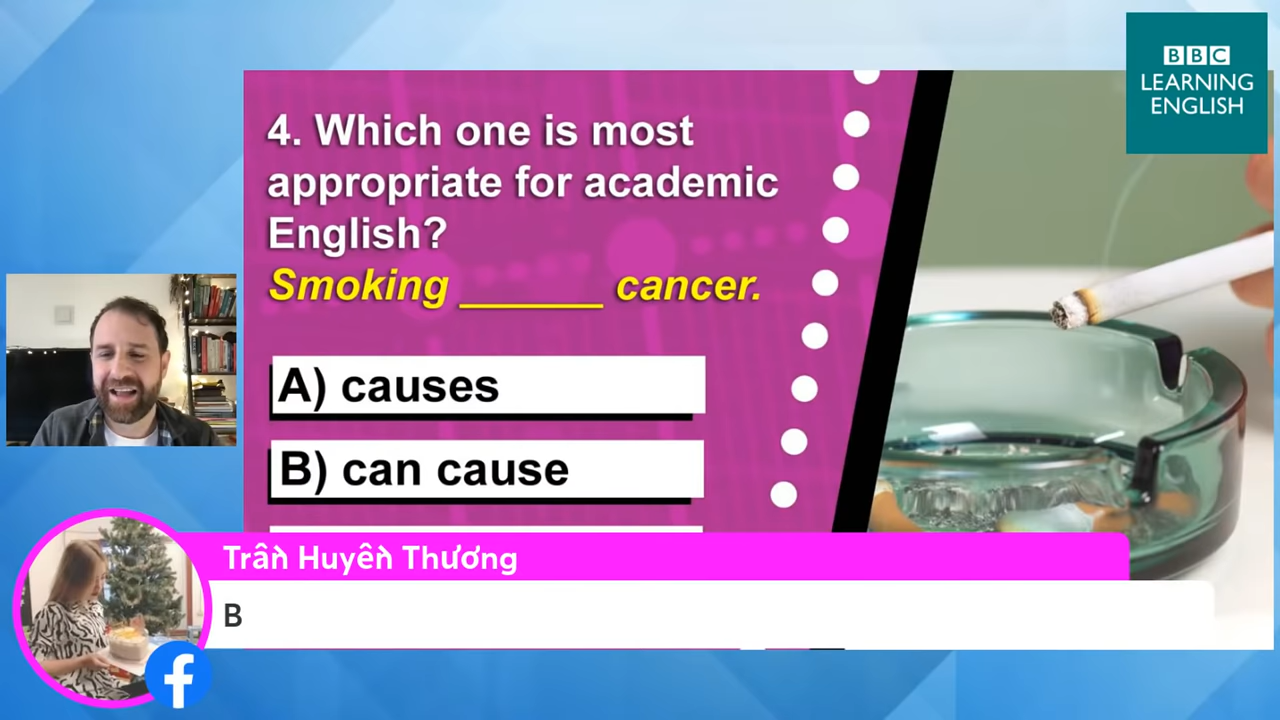 BBC
LEARNING
ENGLISH
4. Which one is most
appropriate for academic
English?
Smoking ______ cancer.
A) causes
B) can cause
Trần Huyền Thương
B